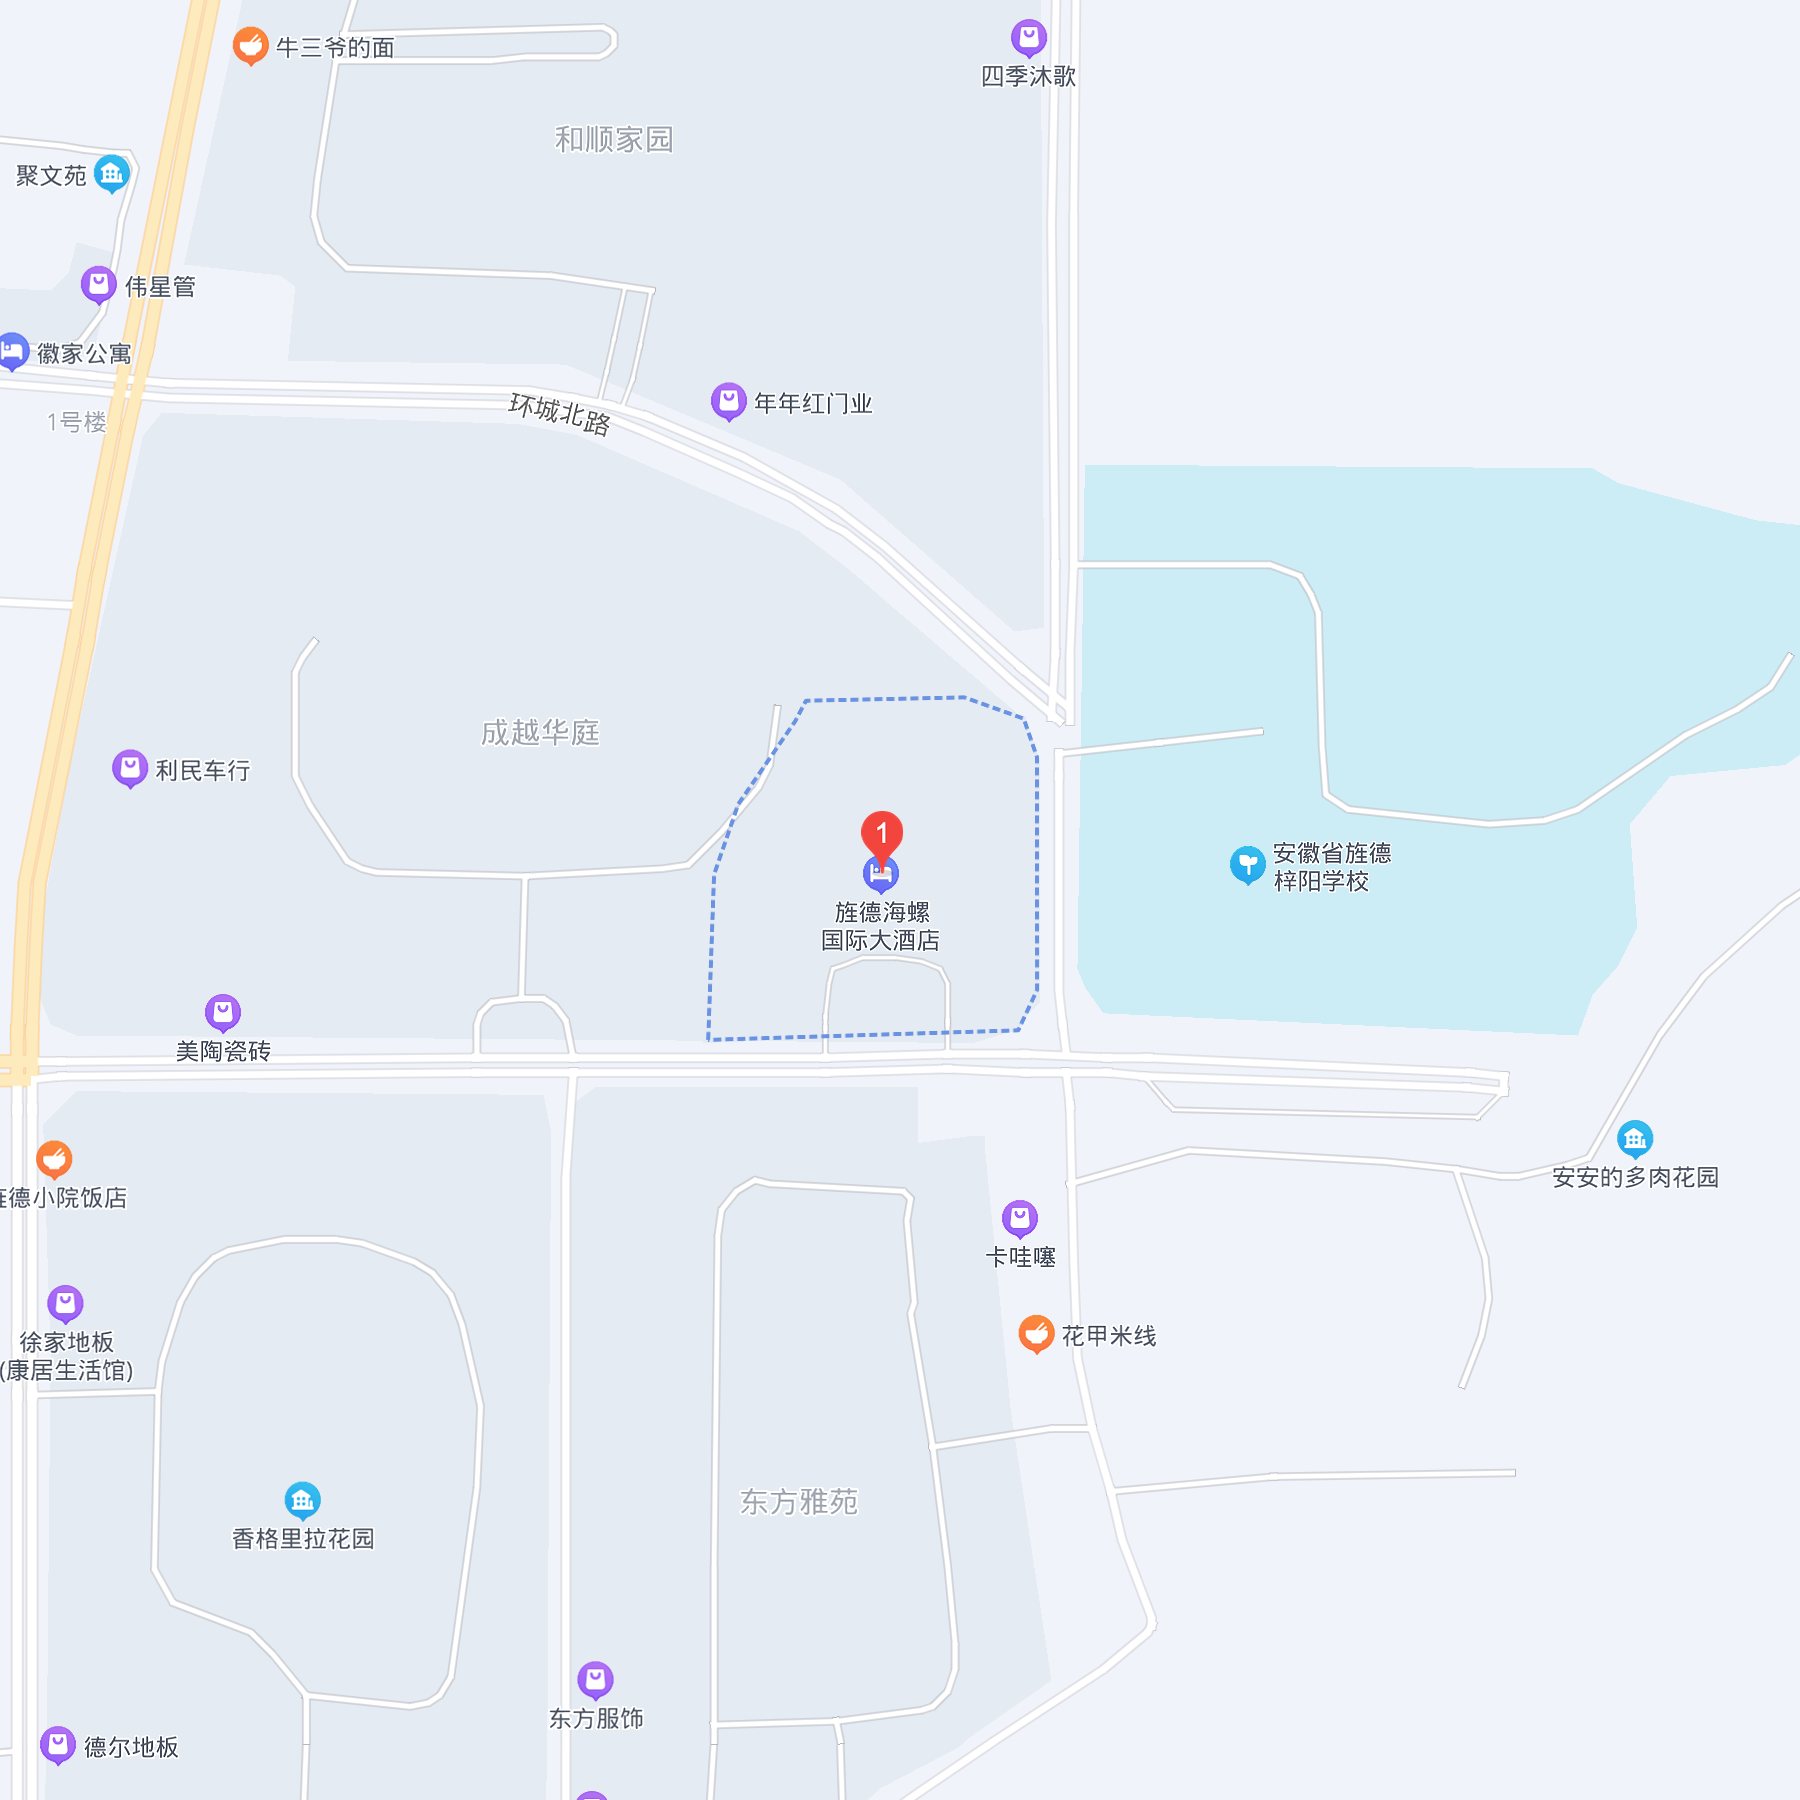 牛三爷的面
四季沐歌
和顺家园
聚文苑
伟星管
徽家公寓
1号楼
环城北路
年年红门业
成越华庭
利民车行
1
旌德海螺
国际大酒店
安徽省旌德
梓阳学校
美陶瓷砖
旌德小院饭店
安安的多肉花园
卡哇噻
徐家地板
(康居生活馆)
花甲米线
东方雅苑
香格里拉花园
东方服饰
德尔地板